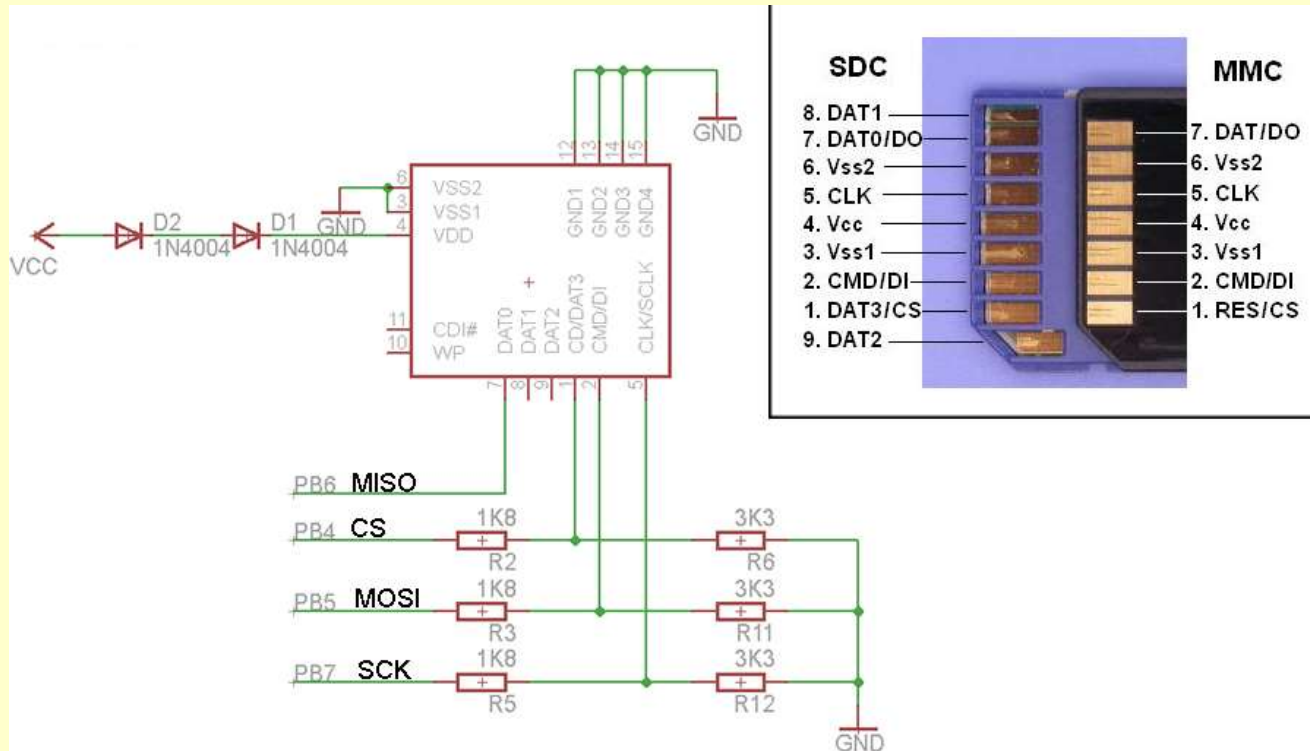 GND
12
13
14
15
GND1
GND2
GND3
GND4
6
VSS2
3
VSS1
4
VDD
GND
D2
1N4004
D1
1N4004
VCC
11
CDI#
10
WP
DAT0
DAT1
DAT2
CD/DAT3
CMD/DI
CLK/SCLK
7
8
9
1
2
5
PB6 MISO
PB4 CS
1K8
R2
3K3
R6
PB5 MOSI
1K8
R3
3K3
R11
PB7 SCK
1K8
R5
3K3
R12
GND
SDC
8. DAT1
7. DAT0/DO
6. Vss2
5. CLK
4. Vcc
3. Vss1
2. CMD/DI
1. DAT3/CS
9. DAT2
MMC
7. DAT/DO
6. Vss2
5. CLK
4. Vcc
3. Vss1
2. CMD/DI
1. RES/CS